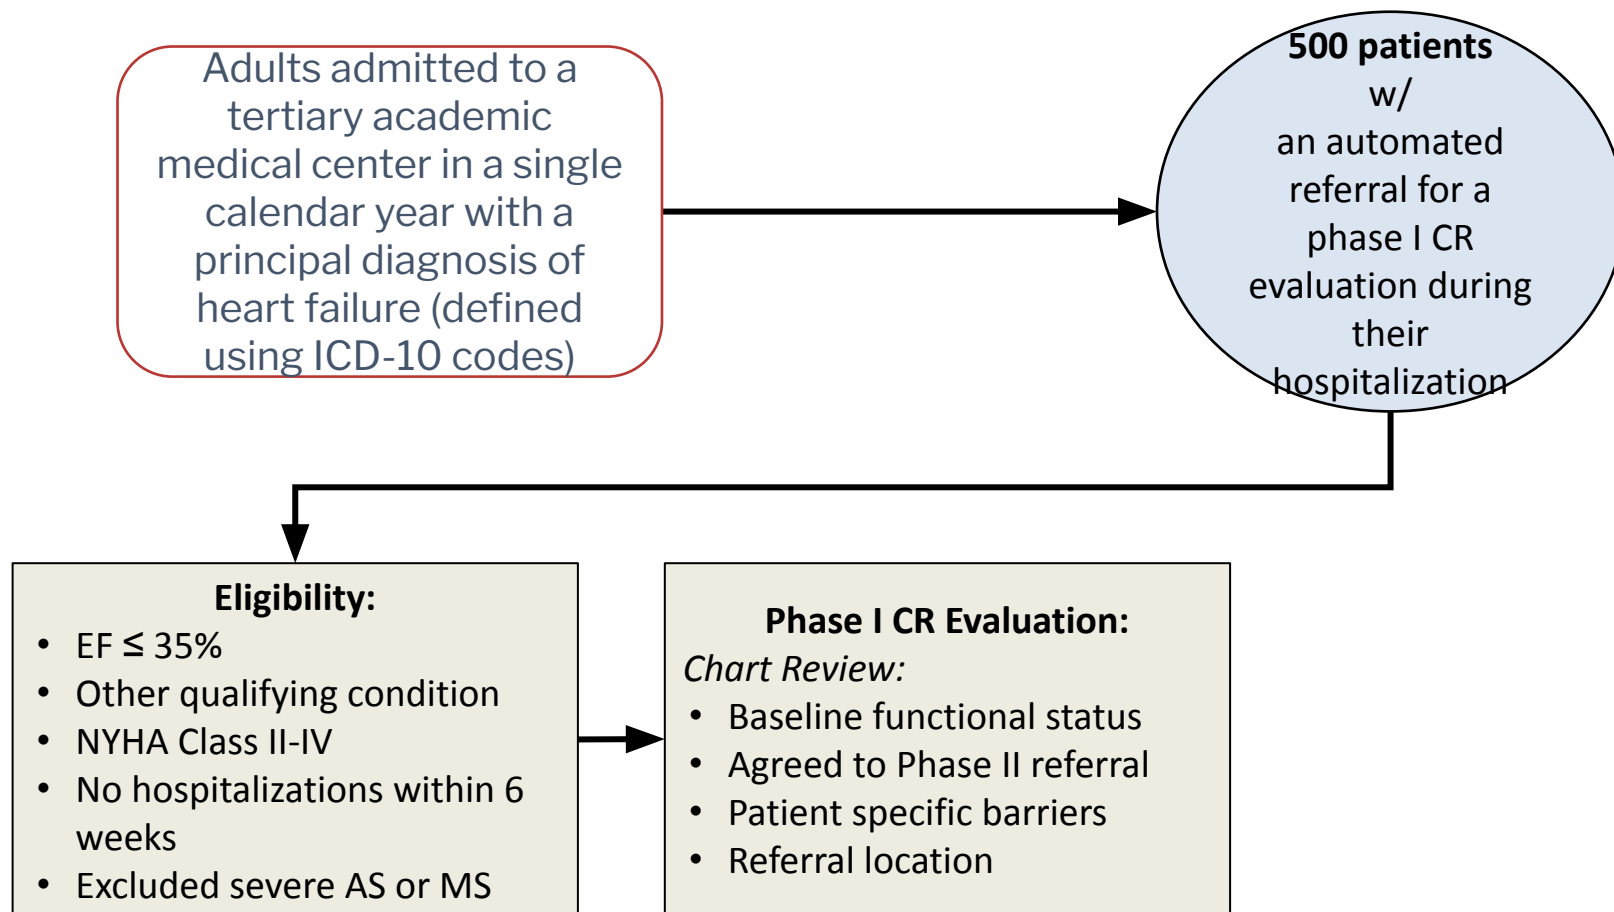 Adults admitted to a
tertiary academic
medical center in a single
calendar year with a
principal diagnosis of
heart failure (defined
using ICD-10 codes)
500 patients
w/
an automated
referral for a
phase I CR
evaluation during
their
hospitalization
Eligibility:
• EF ≤ 35%
• Other qualifying condition
• NYHA Class II-IV
• No hospitalizations within 6
weeks
• Excluded severe AS or MS
Phase I CR Evaluation:
Chart Review:
• Baseline functional status
• Agreed to Phase II referral
• Patient specific barriers
• Referral location